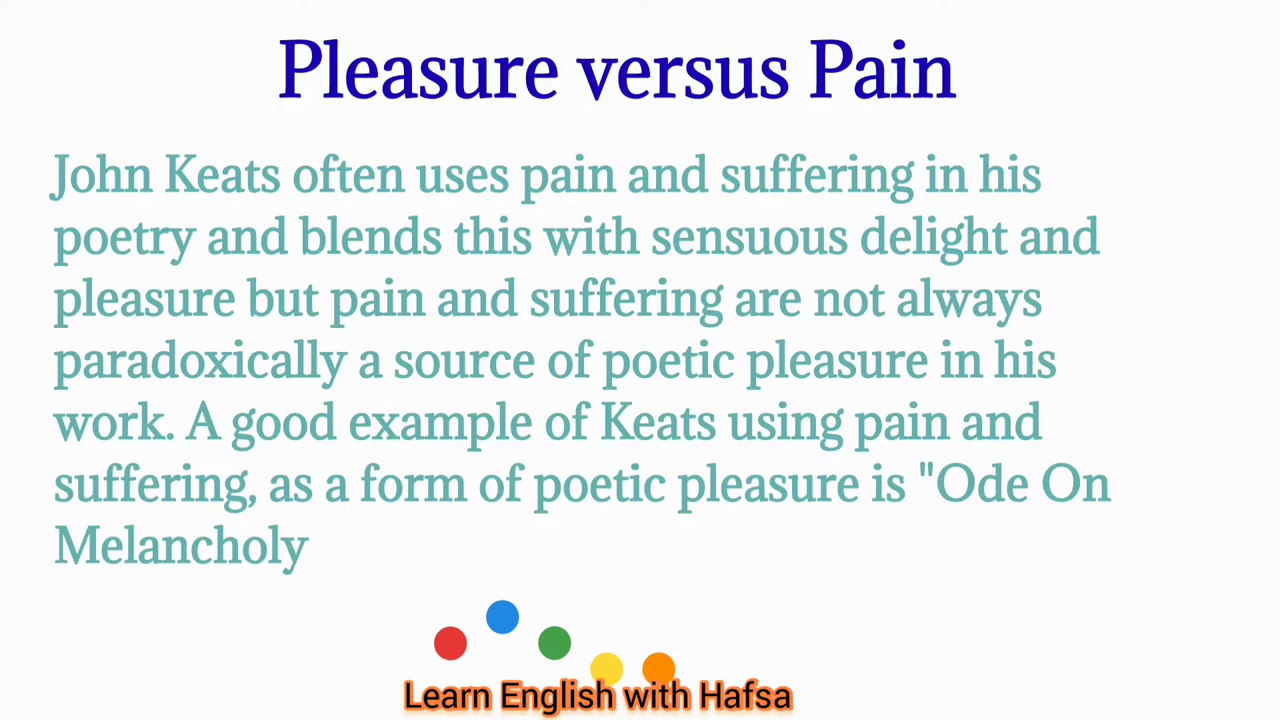 Pleasure versus Pain
John Keats often uses pain and suffering in his
poetry and blends this with sensuous delight and
pleasure but pain and suffering are not always
paradoxically a source of poetic pleasure in his
work. A good example of Keats using pain and
suffering, as a form of poetic pleasure is "Ode On
Melancholy
Learn English with Hafsa